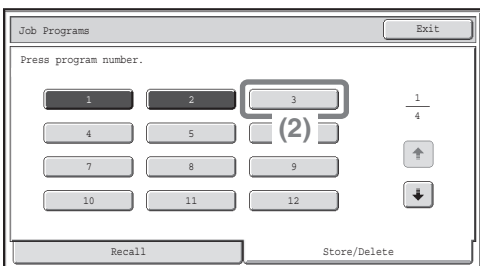 Job Programs Exit
Press program number.
1 2 3 1
4
4 5 (2)
7 8 9
10 11 12
Recall Store/Delete